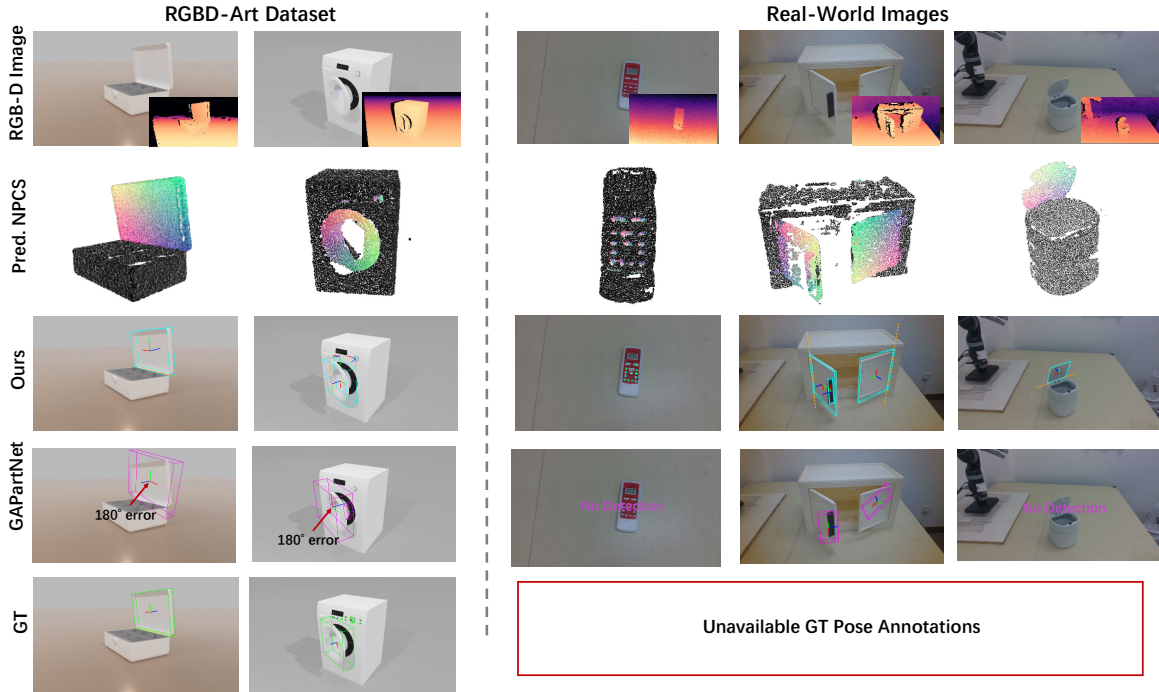 RGBD-Art Dataset
Real-World Images
RGB-D Image
Pred. NPCS
Ours
GAPartNet
180° error
180° error
No Detection
No Detection
GT
Unavailable GT Pose Annotations